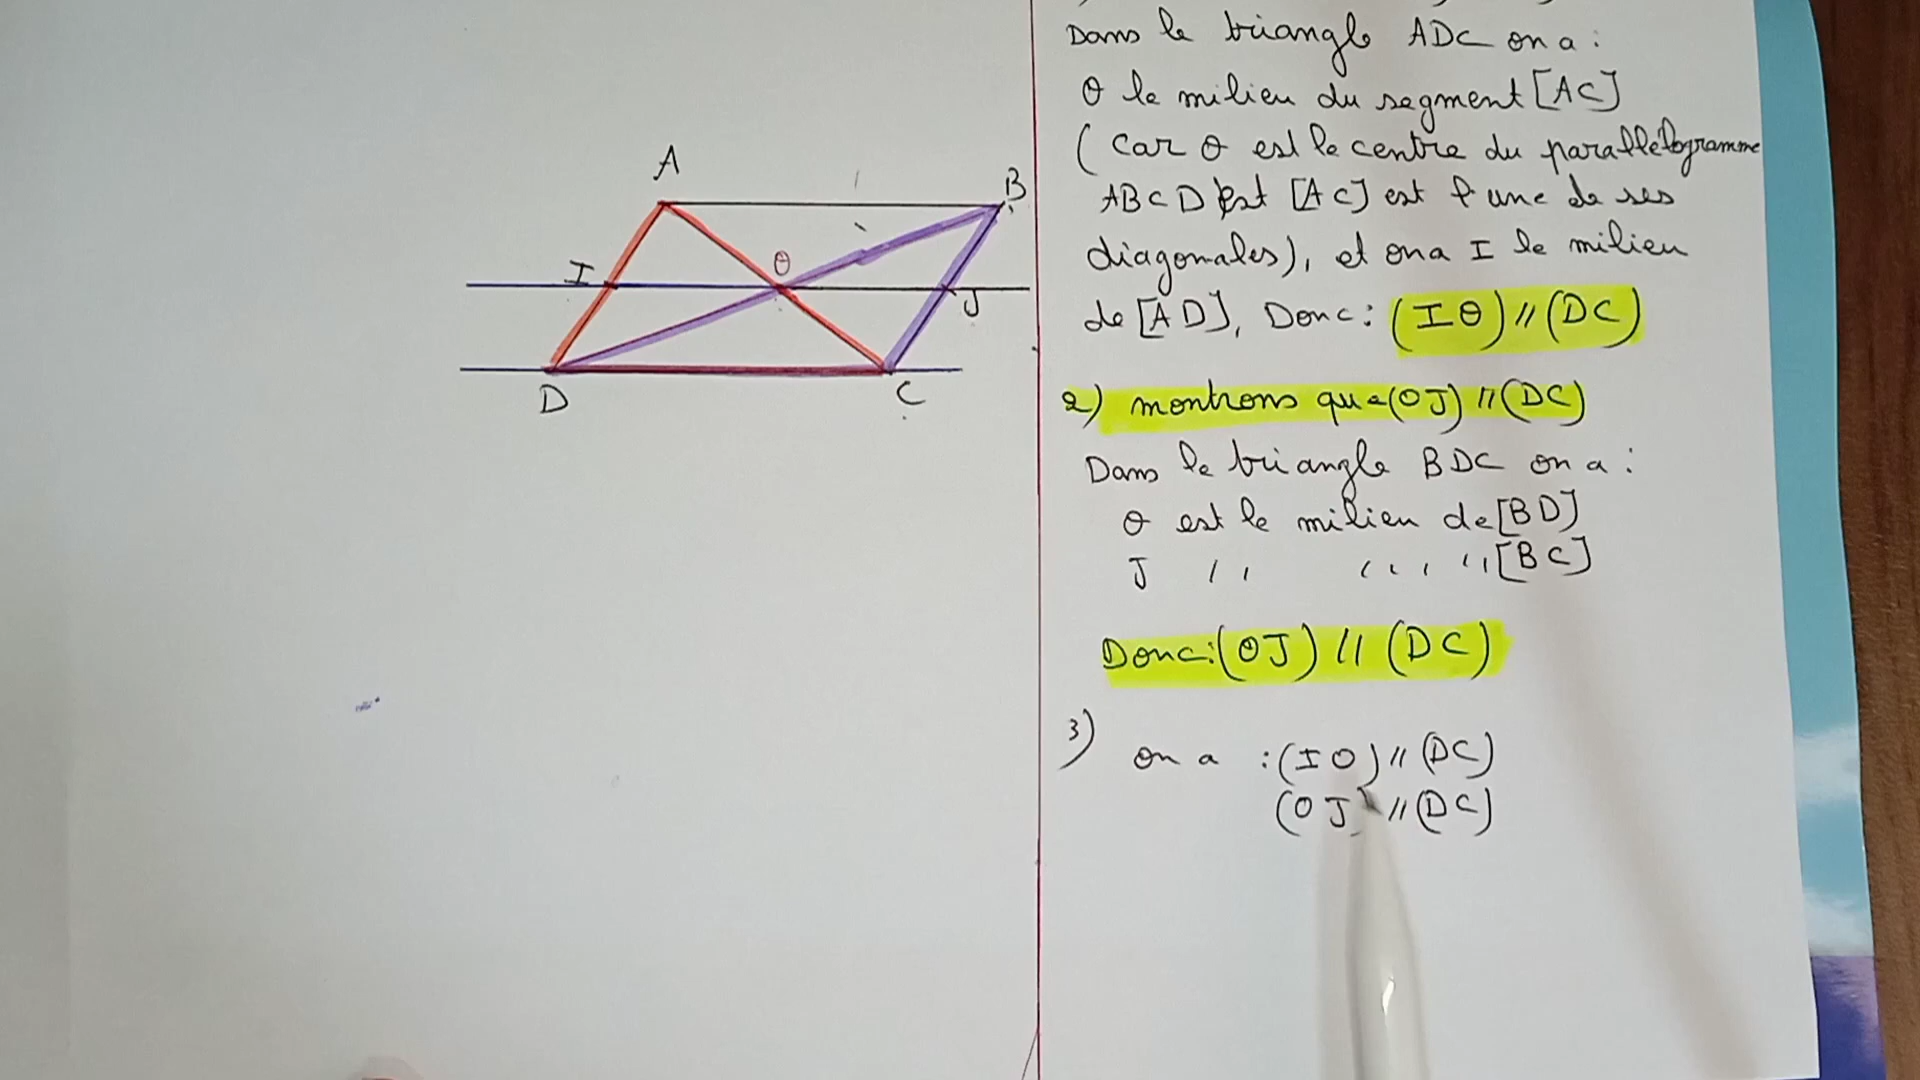 A
B
I
O
J
D
C
Dans le triangle ADC on a :
O le milieu du segment [AC]
( car O est le centre du parallélogramme
ABCD et [AC] est l'une de ses
diagonales), et on a I le milieu
de [AD], Donc : (IO) // (DC)
2) montrons que (OJ) // (DC)
Dans le triangle BDC on a :
O est le milieu de [BD]
J ,, ,, ,, [BC]
Donc : (OJ) // (DC)
3)
on a : (IO) // (DC)
(OJ) // (DC)